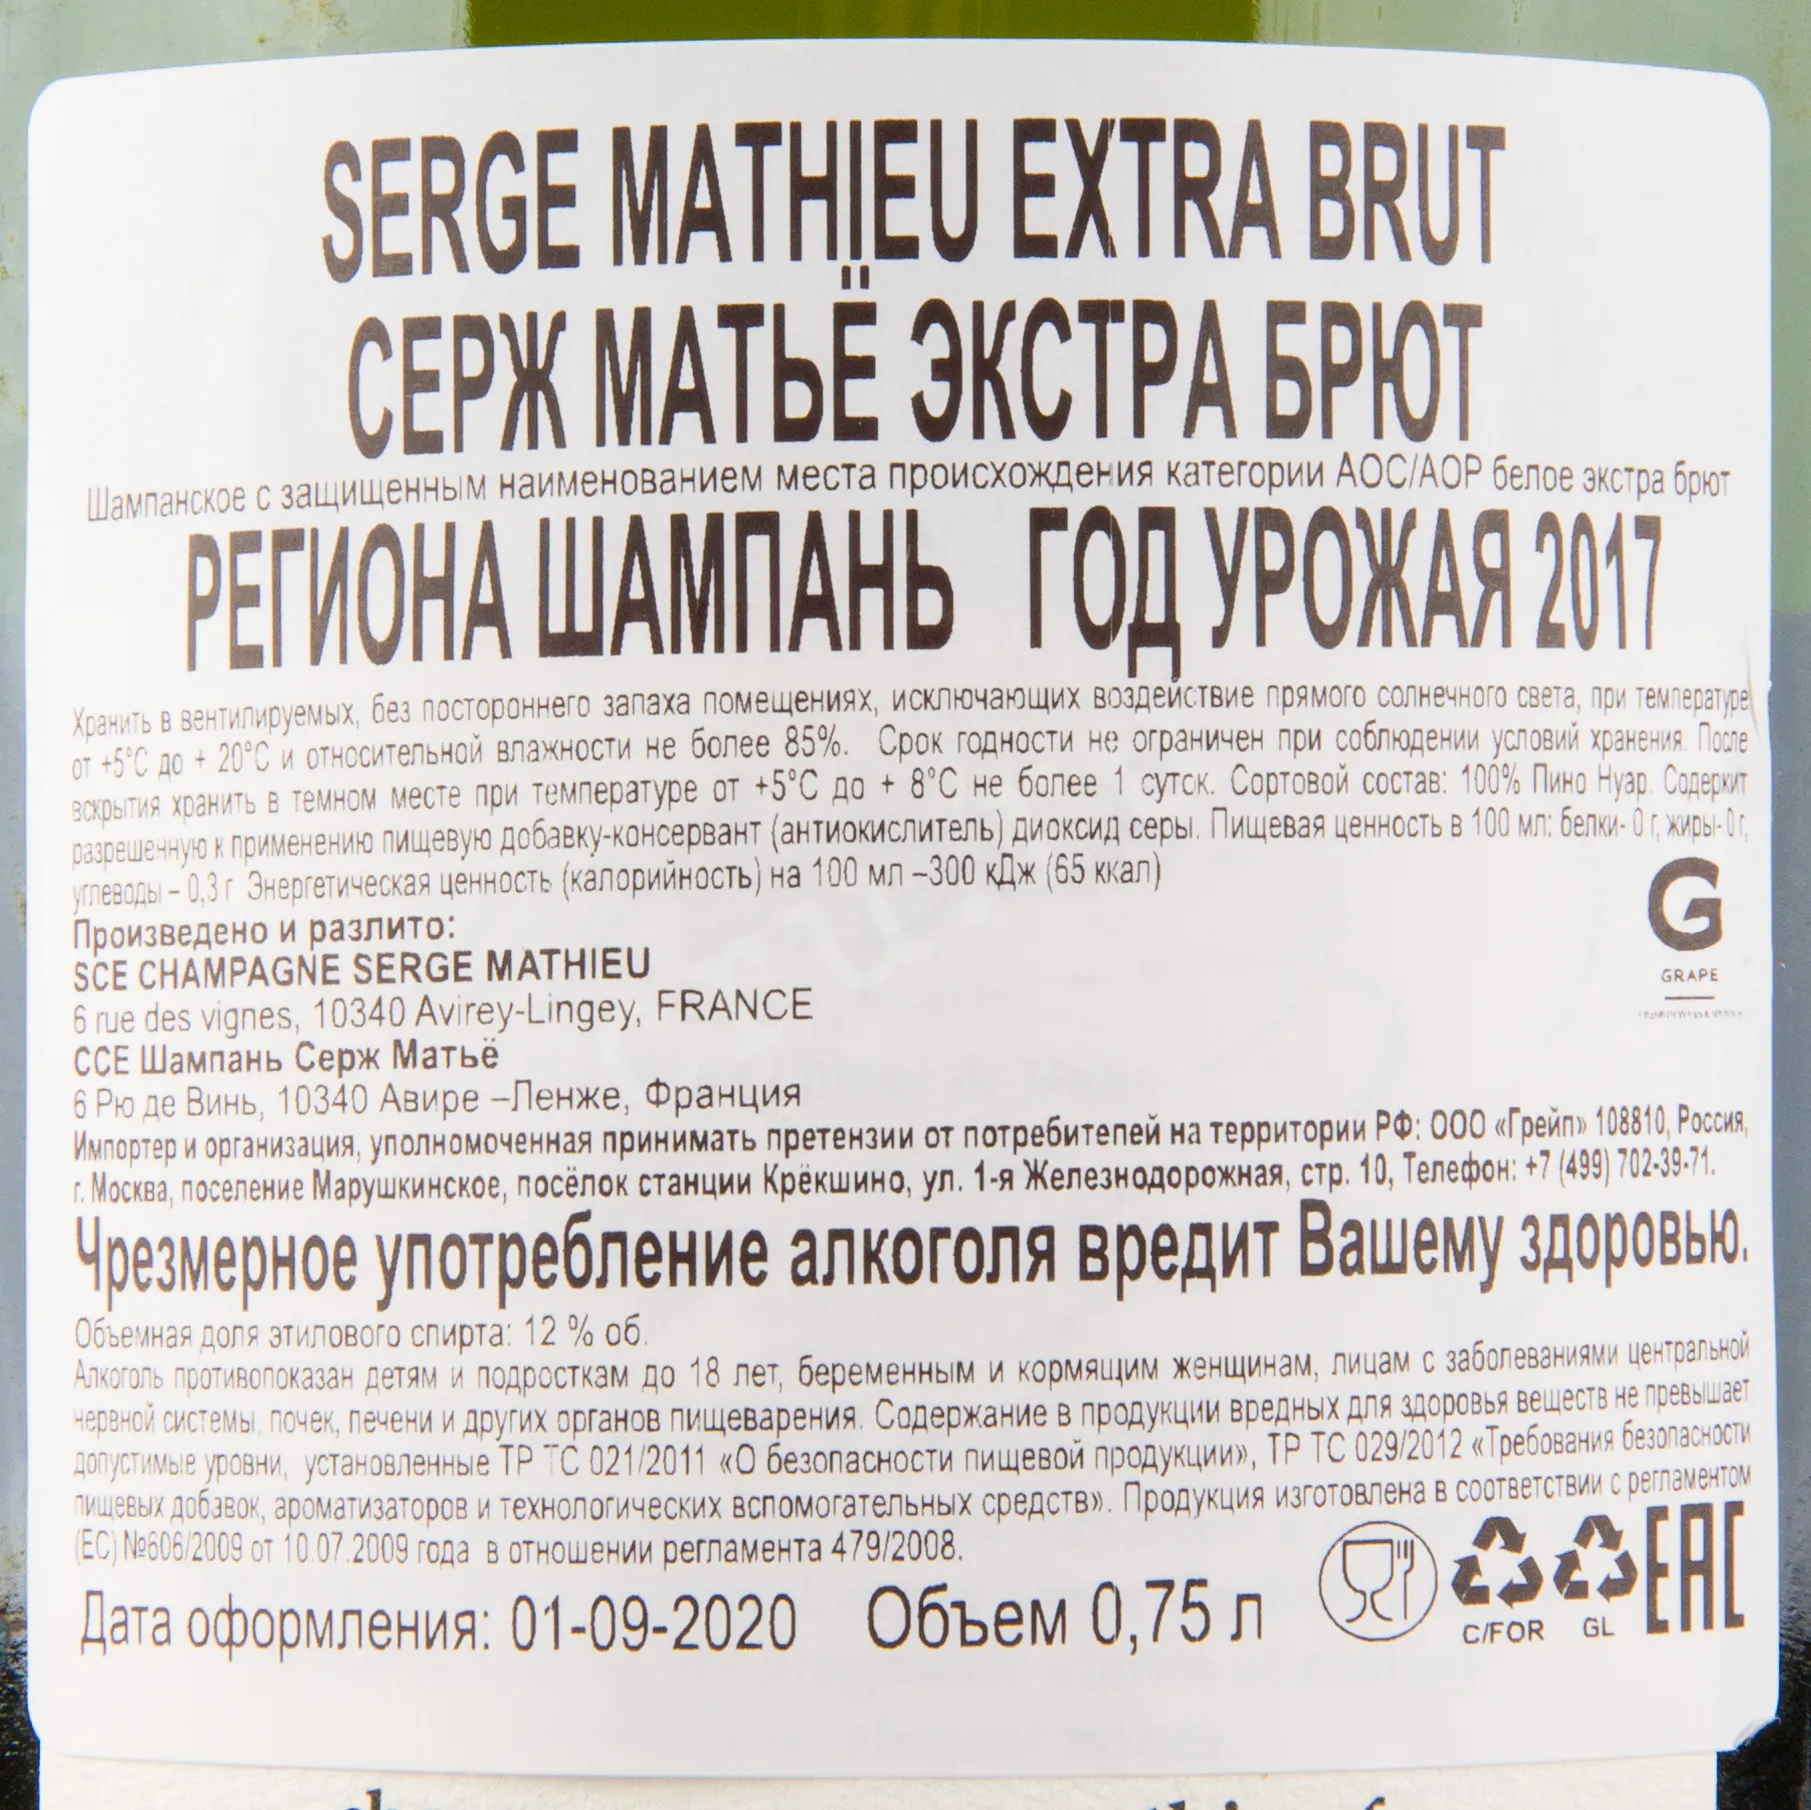 SERGE MATHIEU EXTRA BRUT
СЕРЖ МАТЬЁ ЭКСТРА БРЮТ
Шампанское с защищенным наименованием места происхождения категории АОС/АОР белое экстра брют
РЕГИОНА ШАМПАНЬ ГОД УРОЖАЯ 2017
Хранить в вентилируемых, без постороннего запаха помещениях, исключающих воздействие прямого солнечного света, при температуре
от +5°C до + 20°C и относительной влажности не более 85%. Срок годности не ограничен при соблюдении условий хранения. После
вскрытия хранить в темном месте при температуре от +5°C до + 8°C не более 1 суток. Сортовой состав: 100% Пино Нуар. Содержит
разрешенную к применению пищевую добавку-консервант (антиокислитель) диоксид серы. Пищевая ценность в 100 мл: белки- 0 г, жиры- 0 г,
углеводы – 0,3 г Энергетическая ценность (калорийность) на 100 мл –300 кДж (65 ккал)
G
GRAPE
Произведено и разлито:
SCE CHAMPAGNE SERGE MATHIEU
6 rue des vignes, 10340 Avirey-Lingey, FRANCE
ССЕ Шампань Серж Матьё
6 Рю де Винь, 10340 Авире –Ленже, Франция
Импортер и организация, уполномоченная принимать претензии от потребителей на территории РФ: ООО «Грейп» 108810, Россия,
г. Москва, поселение Марушкинское, посёлок станции Крёкшино, ул. 1-я Железнодорожная, стр. 10, Телефон: +7 (499) 702-39-71.
Чрезмерное употребление алкоголя вредит Вашему здоровью.
Объемная доля этилового спирта: 12 % об.
Алкоголь противопоказан детям и подросткам до 18 лет, беременным и кормящим женщинам, лицам с заболеваниями центральной
нервной системы, почек, печени и других органов пищеварения. Содержание в продукции вредных для здоровья веществ не превышает
допустимые уровни, установленные ТР ТС 021/2011 «О безопасности пищевой продукции», ТР ТС 029/2012 «Требования безопасности
пищевых добавок, ароматизаторов и технологических вспомогательных средств». Продукция изготовлена в соответствии с регламентом
(ЕС) №606/2009 от 10.07.2009 года в отношении регламента 479/2008.
Дата оформления: 01-09-2020 Объем 0,75 л
C/FOR GL EAC